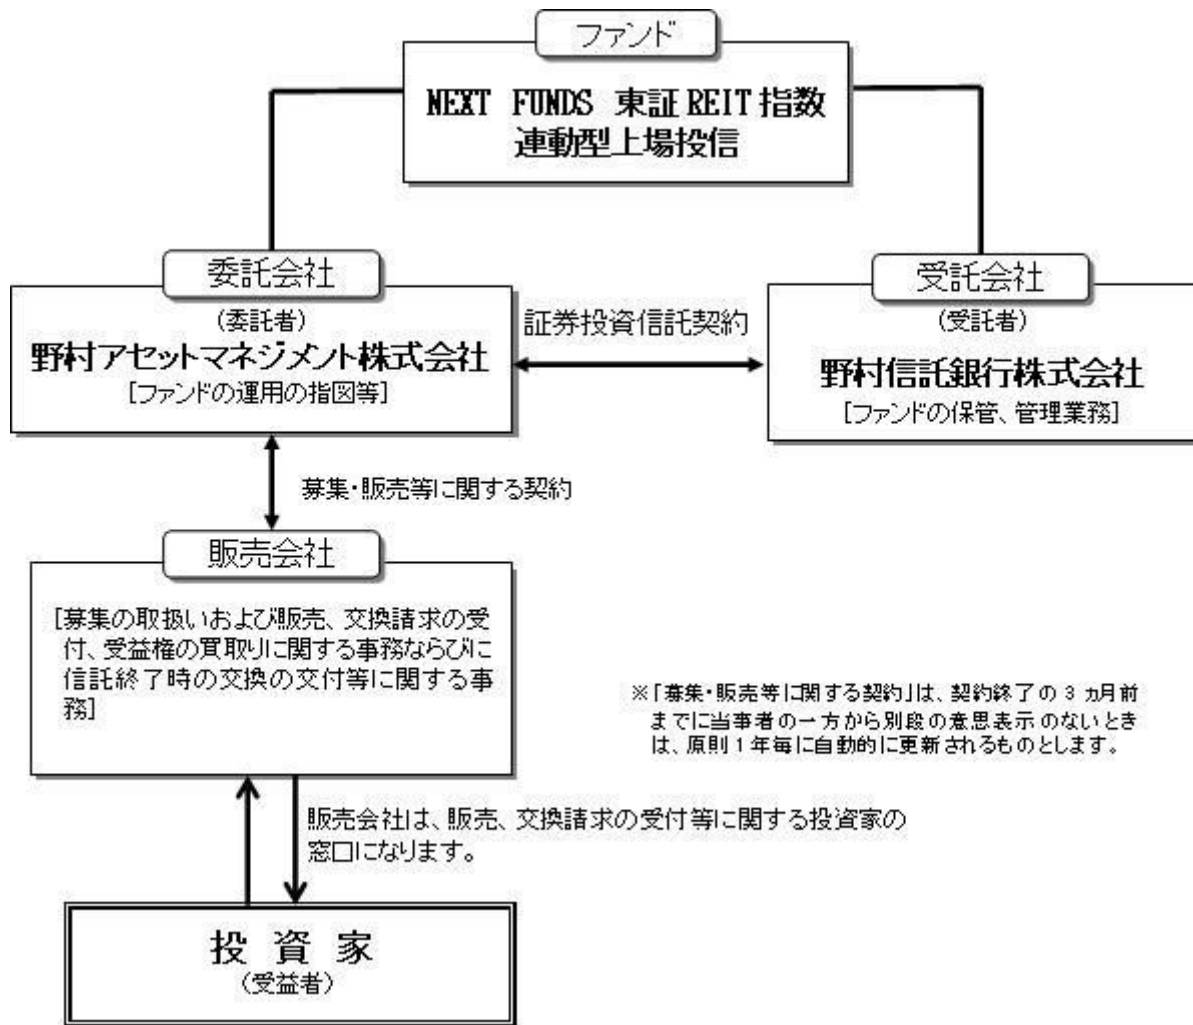 ファンド
NEXT FUNDS 東証REIT指数
連動型上場投信
委託会社
(委託者)
野村アセットマネジメント株式会社
[ファンドの運用の指図等]
証券投資信託契約
受託会社
(受託者)
野村信託銀行株式会社
[ファンドの保管、管理業務]
募集・販売等に関する契約
販売会社
[募集の取扱いおよび販売、交換請求の受
付、受益権の買取りに関する事務ならびに
信託終了時の交換の交付等に関する事
務]
※「募集・販売等に関する契約」は、契約終了の3ヵ月前
までに当事者の一方から別段の意思表示のないとき
は、原則1年毎に自動的に更新されるものとします。
販売会社は、販売、交換請求の受付等に関する投資家の
窓口になります。
投資家
(受益者)